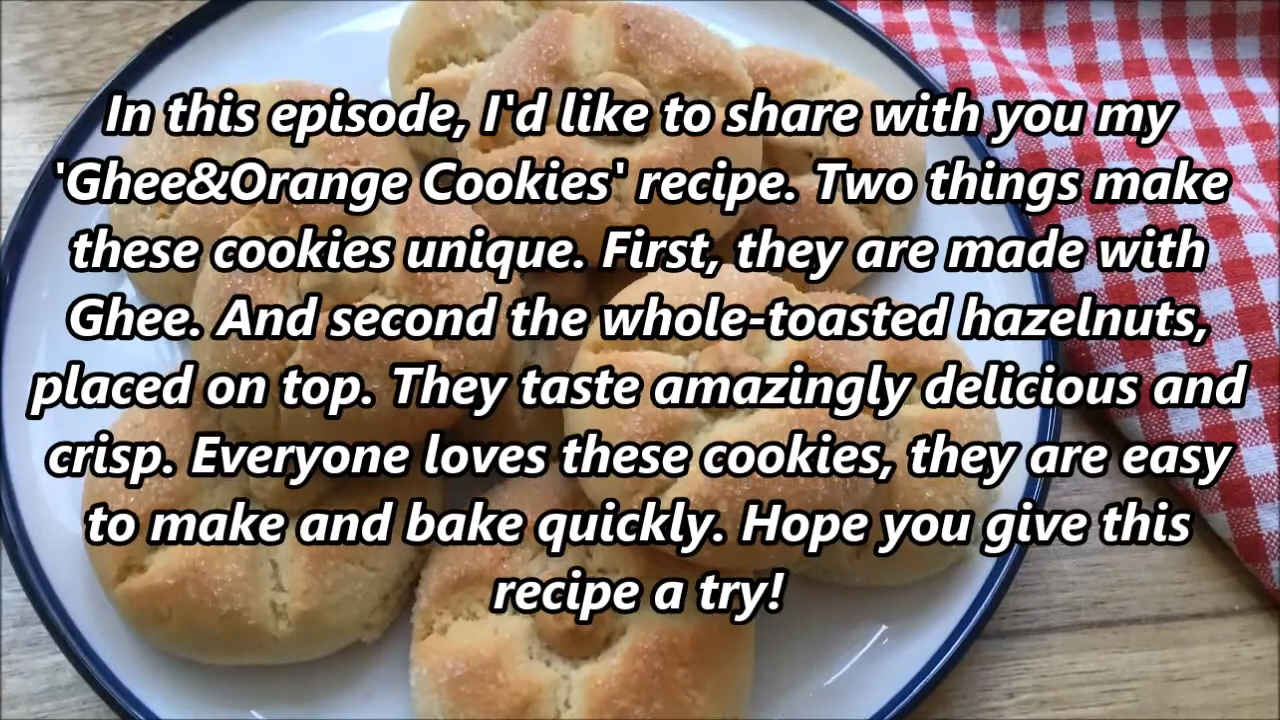 In this episode, I'd like to share with you my
'Ghee&Orange Cookies' recipe. Two things make
these cookies unique. First, they are made with
Ghee. And second the whole-toasted hazelnuts,
placed on top. They taste amazingly delicious and
crisp. Everyone loves these cookies, they are easy
to make and bake quickly. Hope you give this
recipe a try!